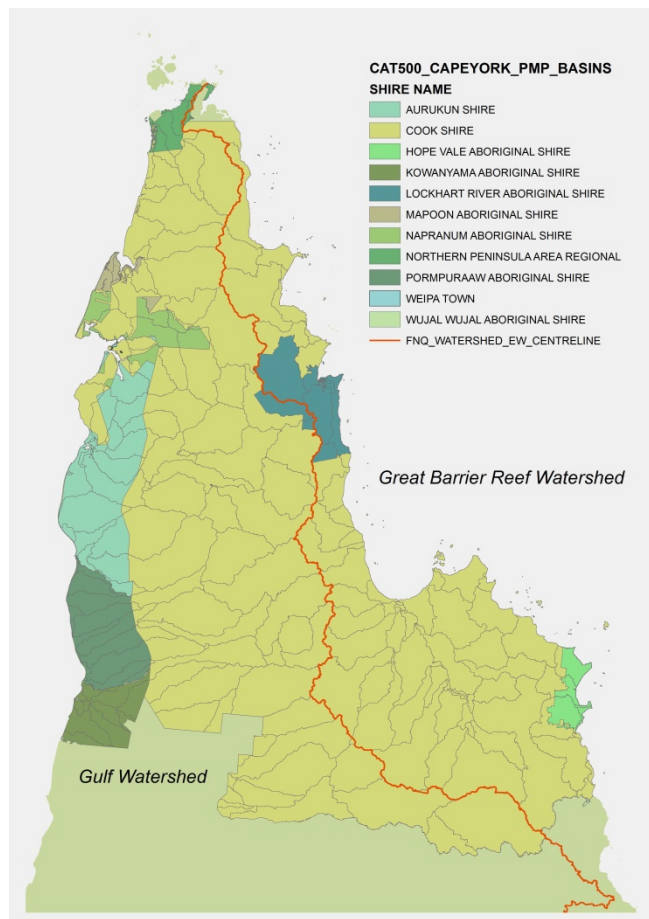 CAT500_CAPEYORK_PMP_BASINS
SHIRE NAME
AURUKUN SHIRE
COOK SHIRE
HOPE VALE ABORIGINAL SHIRE
KOWANYAMA ABORIGINAL SHIRE
LOCKHART RIVER ABORIGINAL SHIRE
MAPOON ABORIGINAL SHIRE
NAPRANUM ABORIGINAL SHIRE
NORTHERN PENINSULA AREA REGIONAL
PORMPURAAW ABORIGINAL SHIRE
WEIPA TOWN
WUJAL WUJAL ABORIGINAL SHIRE
FNQ_WATERSHED_EW_CENTRELINE
Great Barrier Reef Watershed
Gulf Watershed